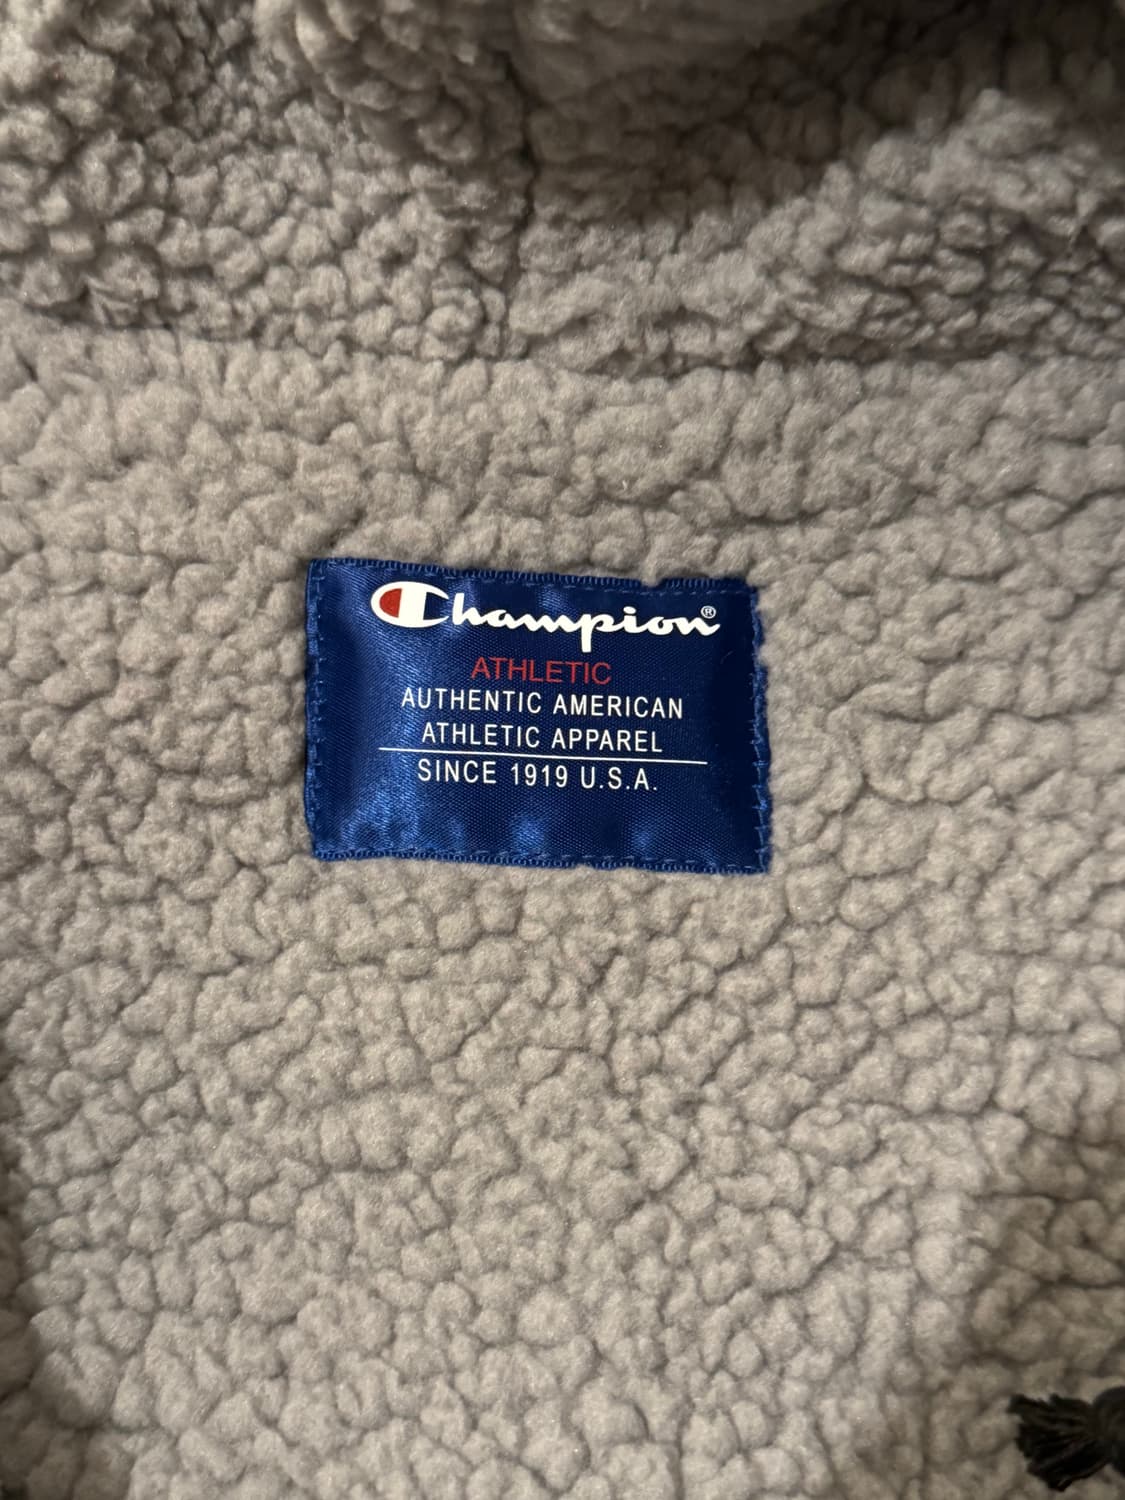 Champion®
ATHLETIC
AUTHENTIC AMERICAN
ATHLETIC APPAREL
SINCE 1919 U.S.A.